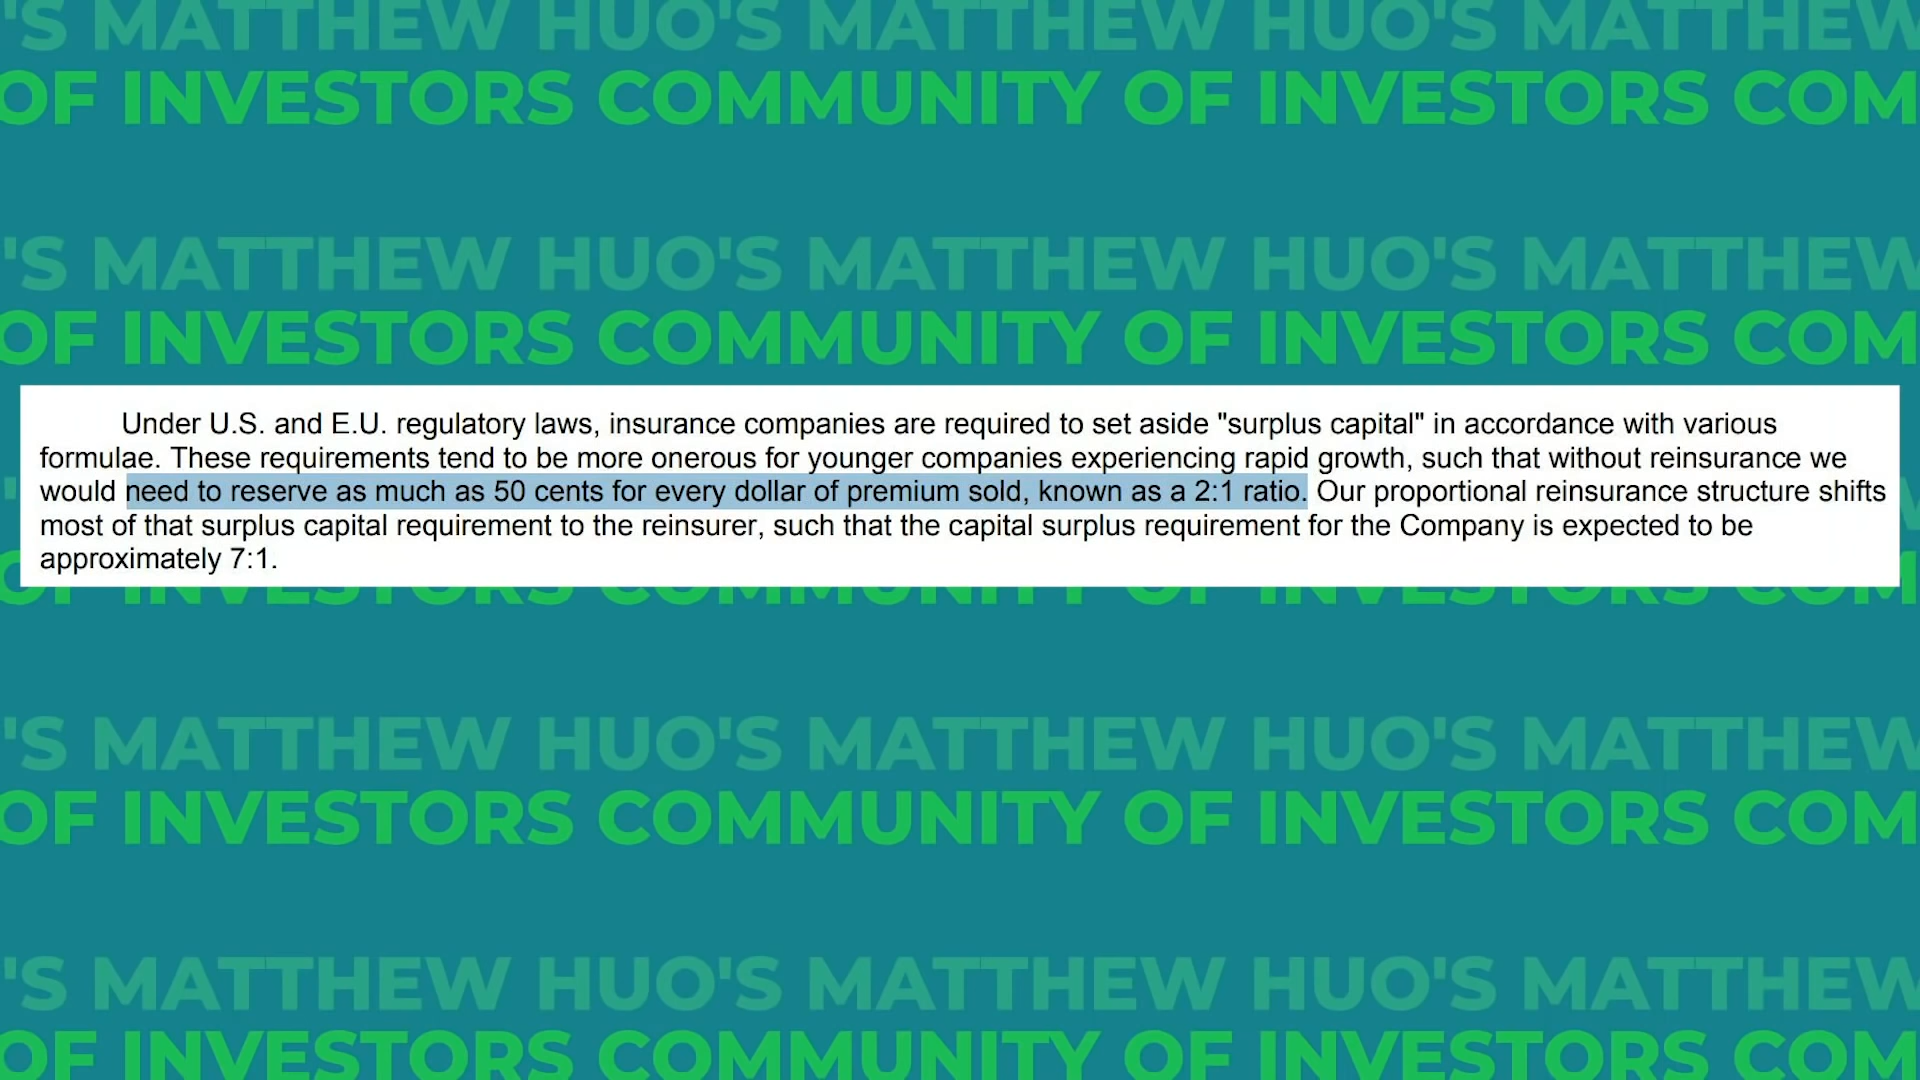 'S MATTHEW HUO'S MATTHEW HUO'S MATTHEW
OF INVESTORS COMMUNITY OF INVESTORS COM
'S MATTHEW HUO'S MATTHEW HUO'S MATTHEW
OF INVESTORS COMMUNITY OF INVESTORS COM
Under U.S. and E.U. regulatory laws, insurance companies are required to set aside "surplus capital" in accordance with various
formulae. These requirements tend to be more onerous for younger companies experiencing rapid growth, such that without reinsurance we
would need to reserve as much as 50 cents for every dollar of premium sold, known as a 2:1 ratio. Our proportional reinsurance structure shifts
most of that surplus capital requirement to the reinsurer, such that the capital surplus requirement for the Company is expected to be
approximately 7:1.
OF INVESTORS COMMUNITY OF INVESTORS COM
'S MATTHEW HUO'S MATTHEW HUO'S MATTHEW
OF INVESTORS COMMUNITY OF INVESTORS COM
'S MATTHEW HUO'S MATTHEW HUO'S MATTHEW
OF INVESTORS COMMUNITY OF INVESTORS COM